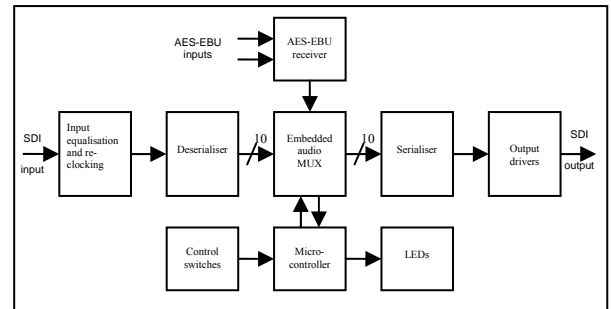 AES-EBU
inputs
AES-EBU
receiver
SDI
input
Input
equalisation
and re-
clocking
Deserialiser
10
Embedded
audio
MUX
10
Serialiser
Output
drivers
SDI
output
Control
switches
Micro-
controller
LEDs